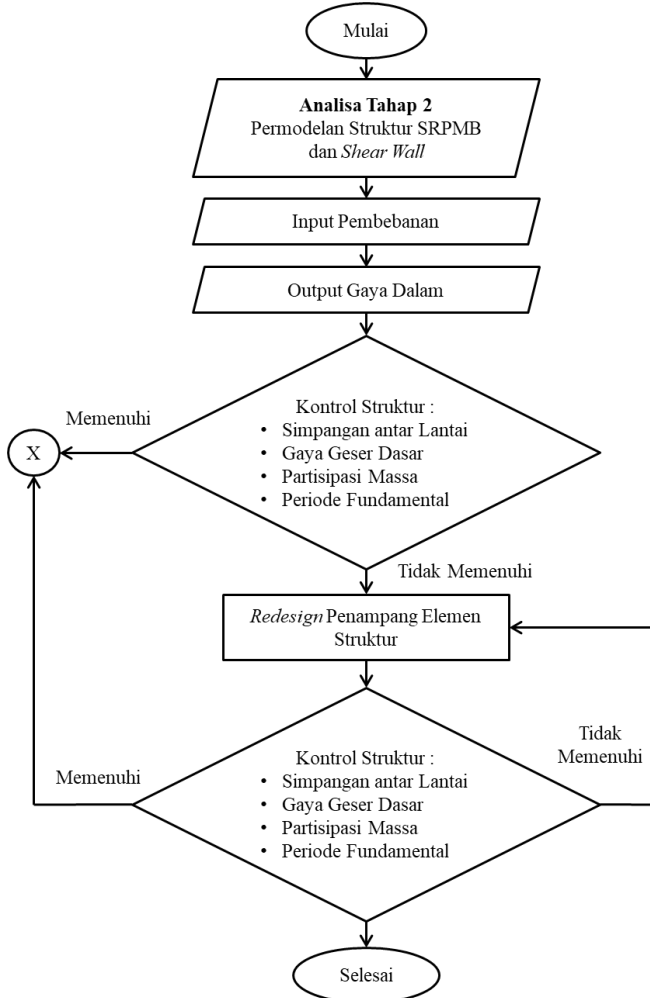 Mulai
Analisa Tahap 2
Permodelan Struktur SRPMB
dan Shear Wall
Input Pembebanan
Output Gaya Dalam
Memenuhi
X
Kontrol Struktur :
• Simpangan antar Lantai
• Gaya Geser Dasar
• Partisipasi Massa
• Periode Fundamental
Tidak Memenuhi
Redesign Penampang Elemen
Struktur
Memenuhi
Kontrol Struktur :
• Simpangan antar Lantai
• Gaya Geser Dasar
• Partisipasi Massa
• Periode Fundamental
Tidak
Memenuhi
Selesai